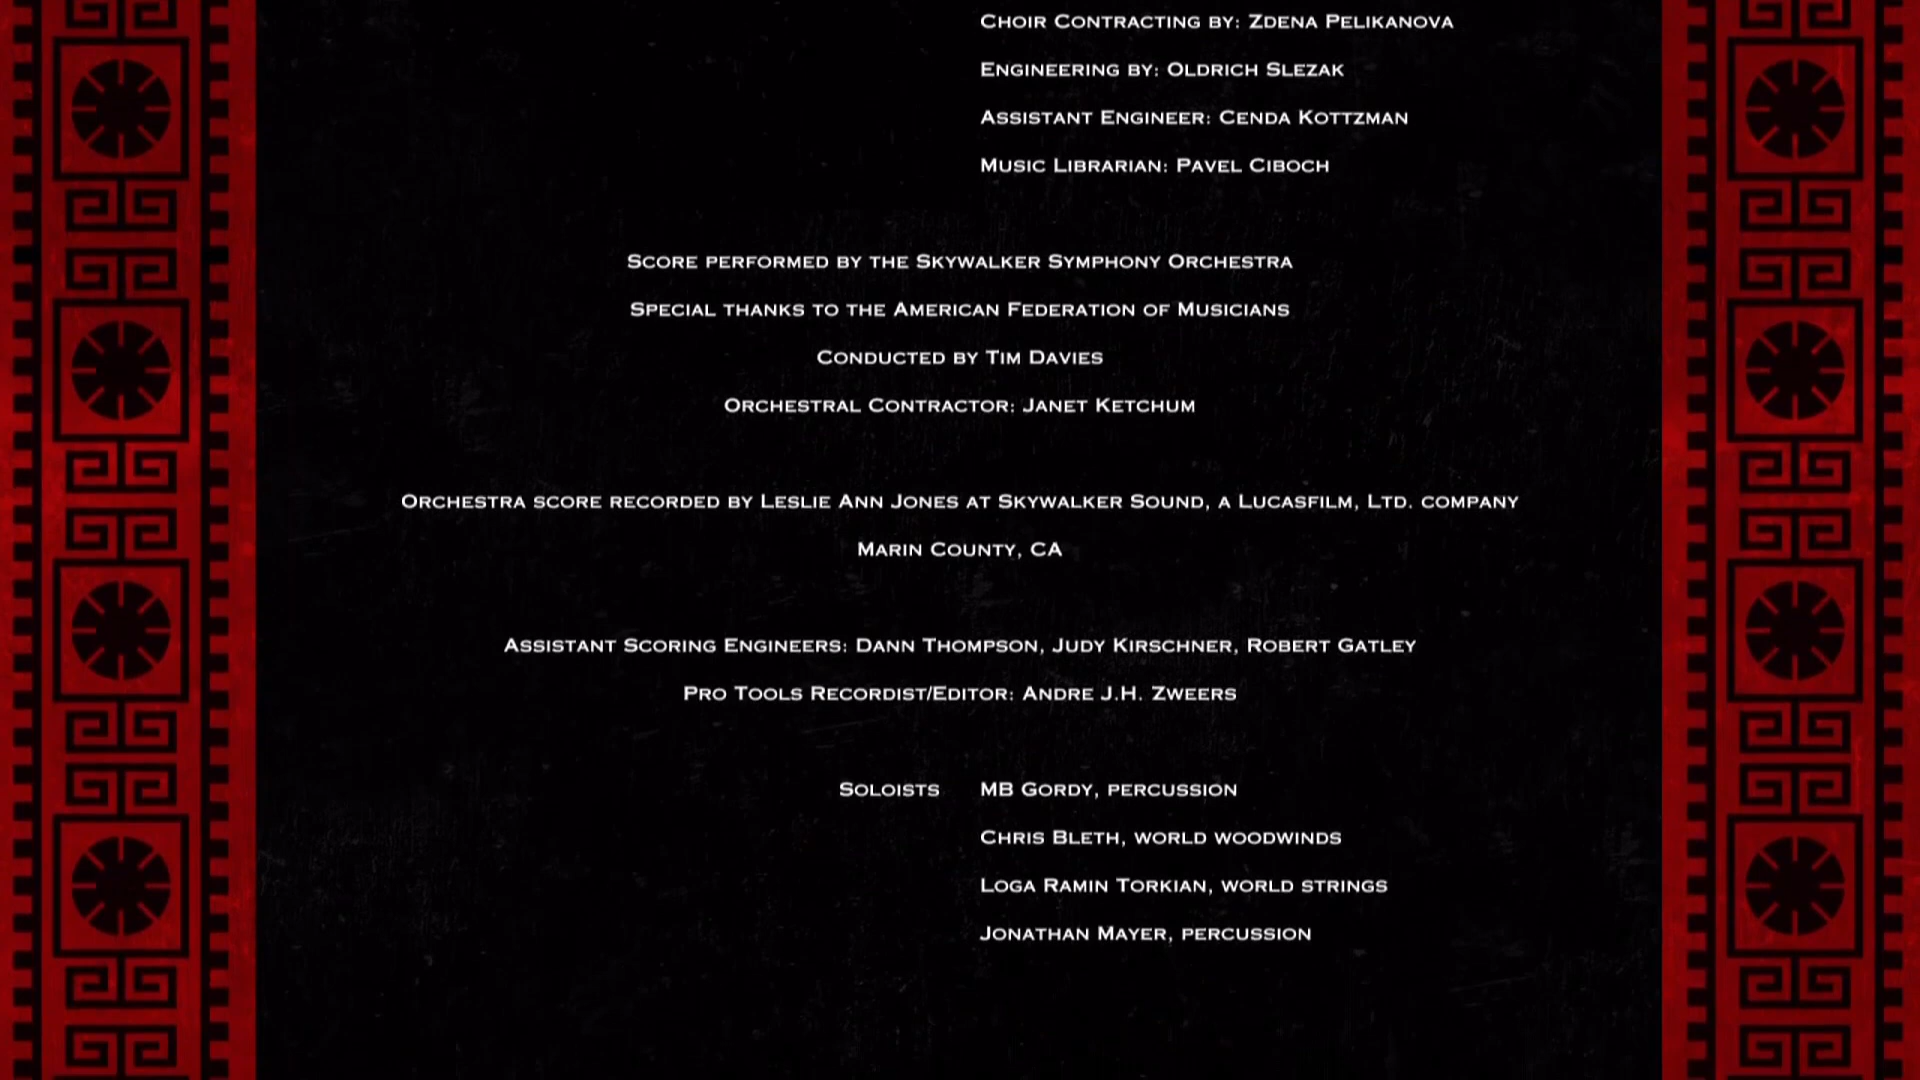 Choir Contracting by: Zdena Pelikanova
Engineering by: Oldrich Slezak
Assistant Engineer: Cenda Kottzman
Music Librarian: Pavel Ciboch
Score performed by the Skywalker Symphony Orchestra
Special thanks to the American Federation of Musicians
Conducted by Tim Davies
Orchestral Contractor: Janet Ketchum
Orchestra score recorded by Leslie Ann Jones at Skywalker Sound, a Lucasfilm, Ltd. company
Marin County, CA
Assistant Scoring Engineers: Dann Thompson, Judy Kirschner, Robert Gatley
Pro Tools Recordist/Editor: Andre J.H. Zweers
Soloists MB Gordy, percussion
Chris Bleth, world woodwinds
Loga Ramin Torkian, world strings
Jonathan Mayer, percussion